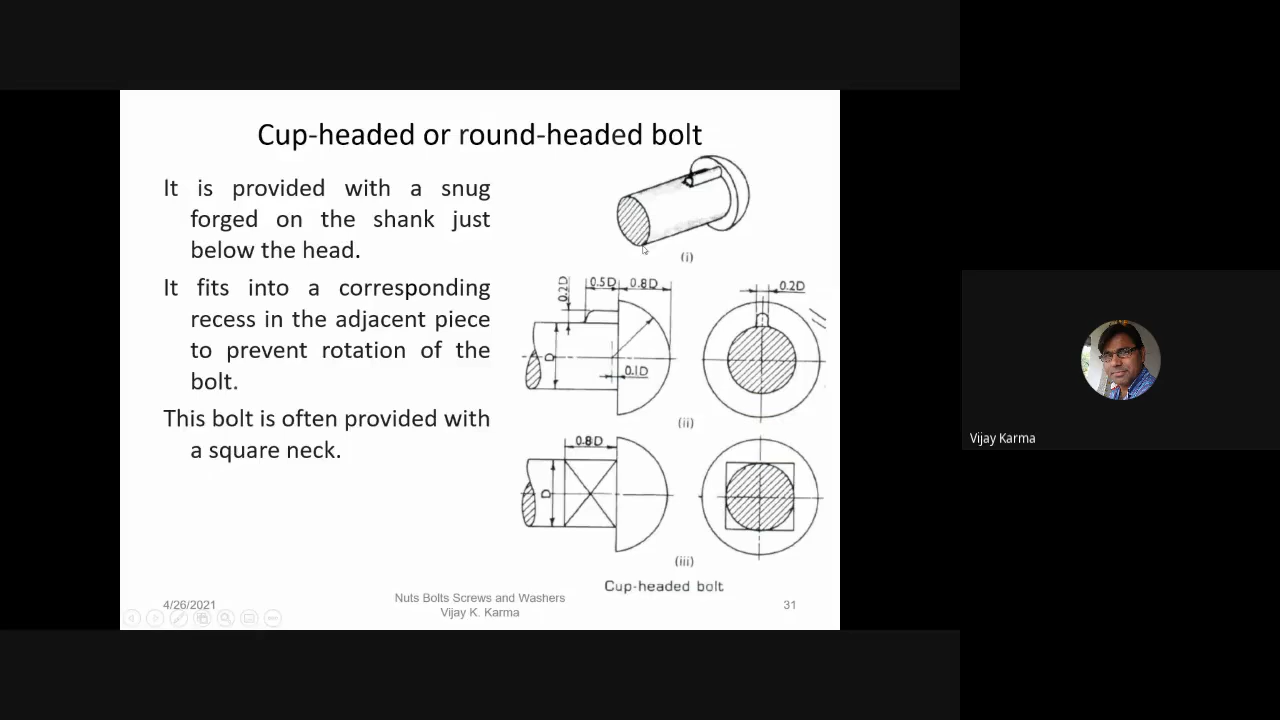 Cup-headed or round-headed bolt
It is provided with a snug
forged on the shank just
below the head.
It fits into a corresponding
recess in the adjacent piece
to prevent rotation of the
bolt.
This bolt is often provided with
a square neck.
(i)
0.2D
0.5D
0.8D
0.2D
D
0.1D
(ii)
0.8D
D
(iii)
Cup-headed bolt
4/26/2021
Nuts Bolts Screws and Washers
Vijay K. Karma
31
Vijay Karma